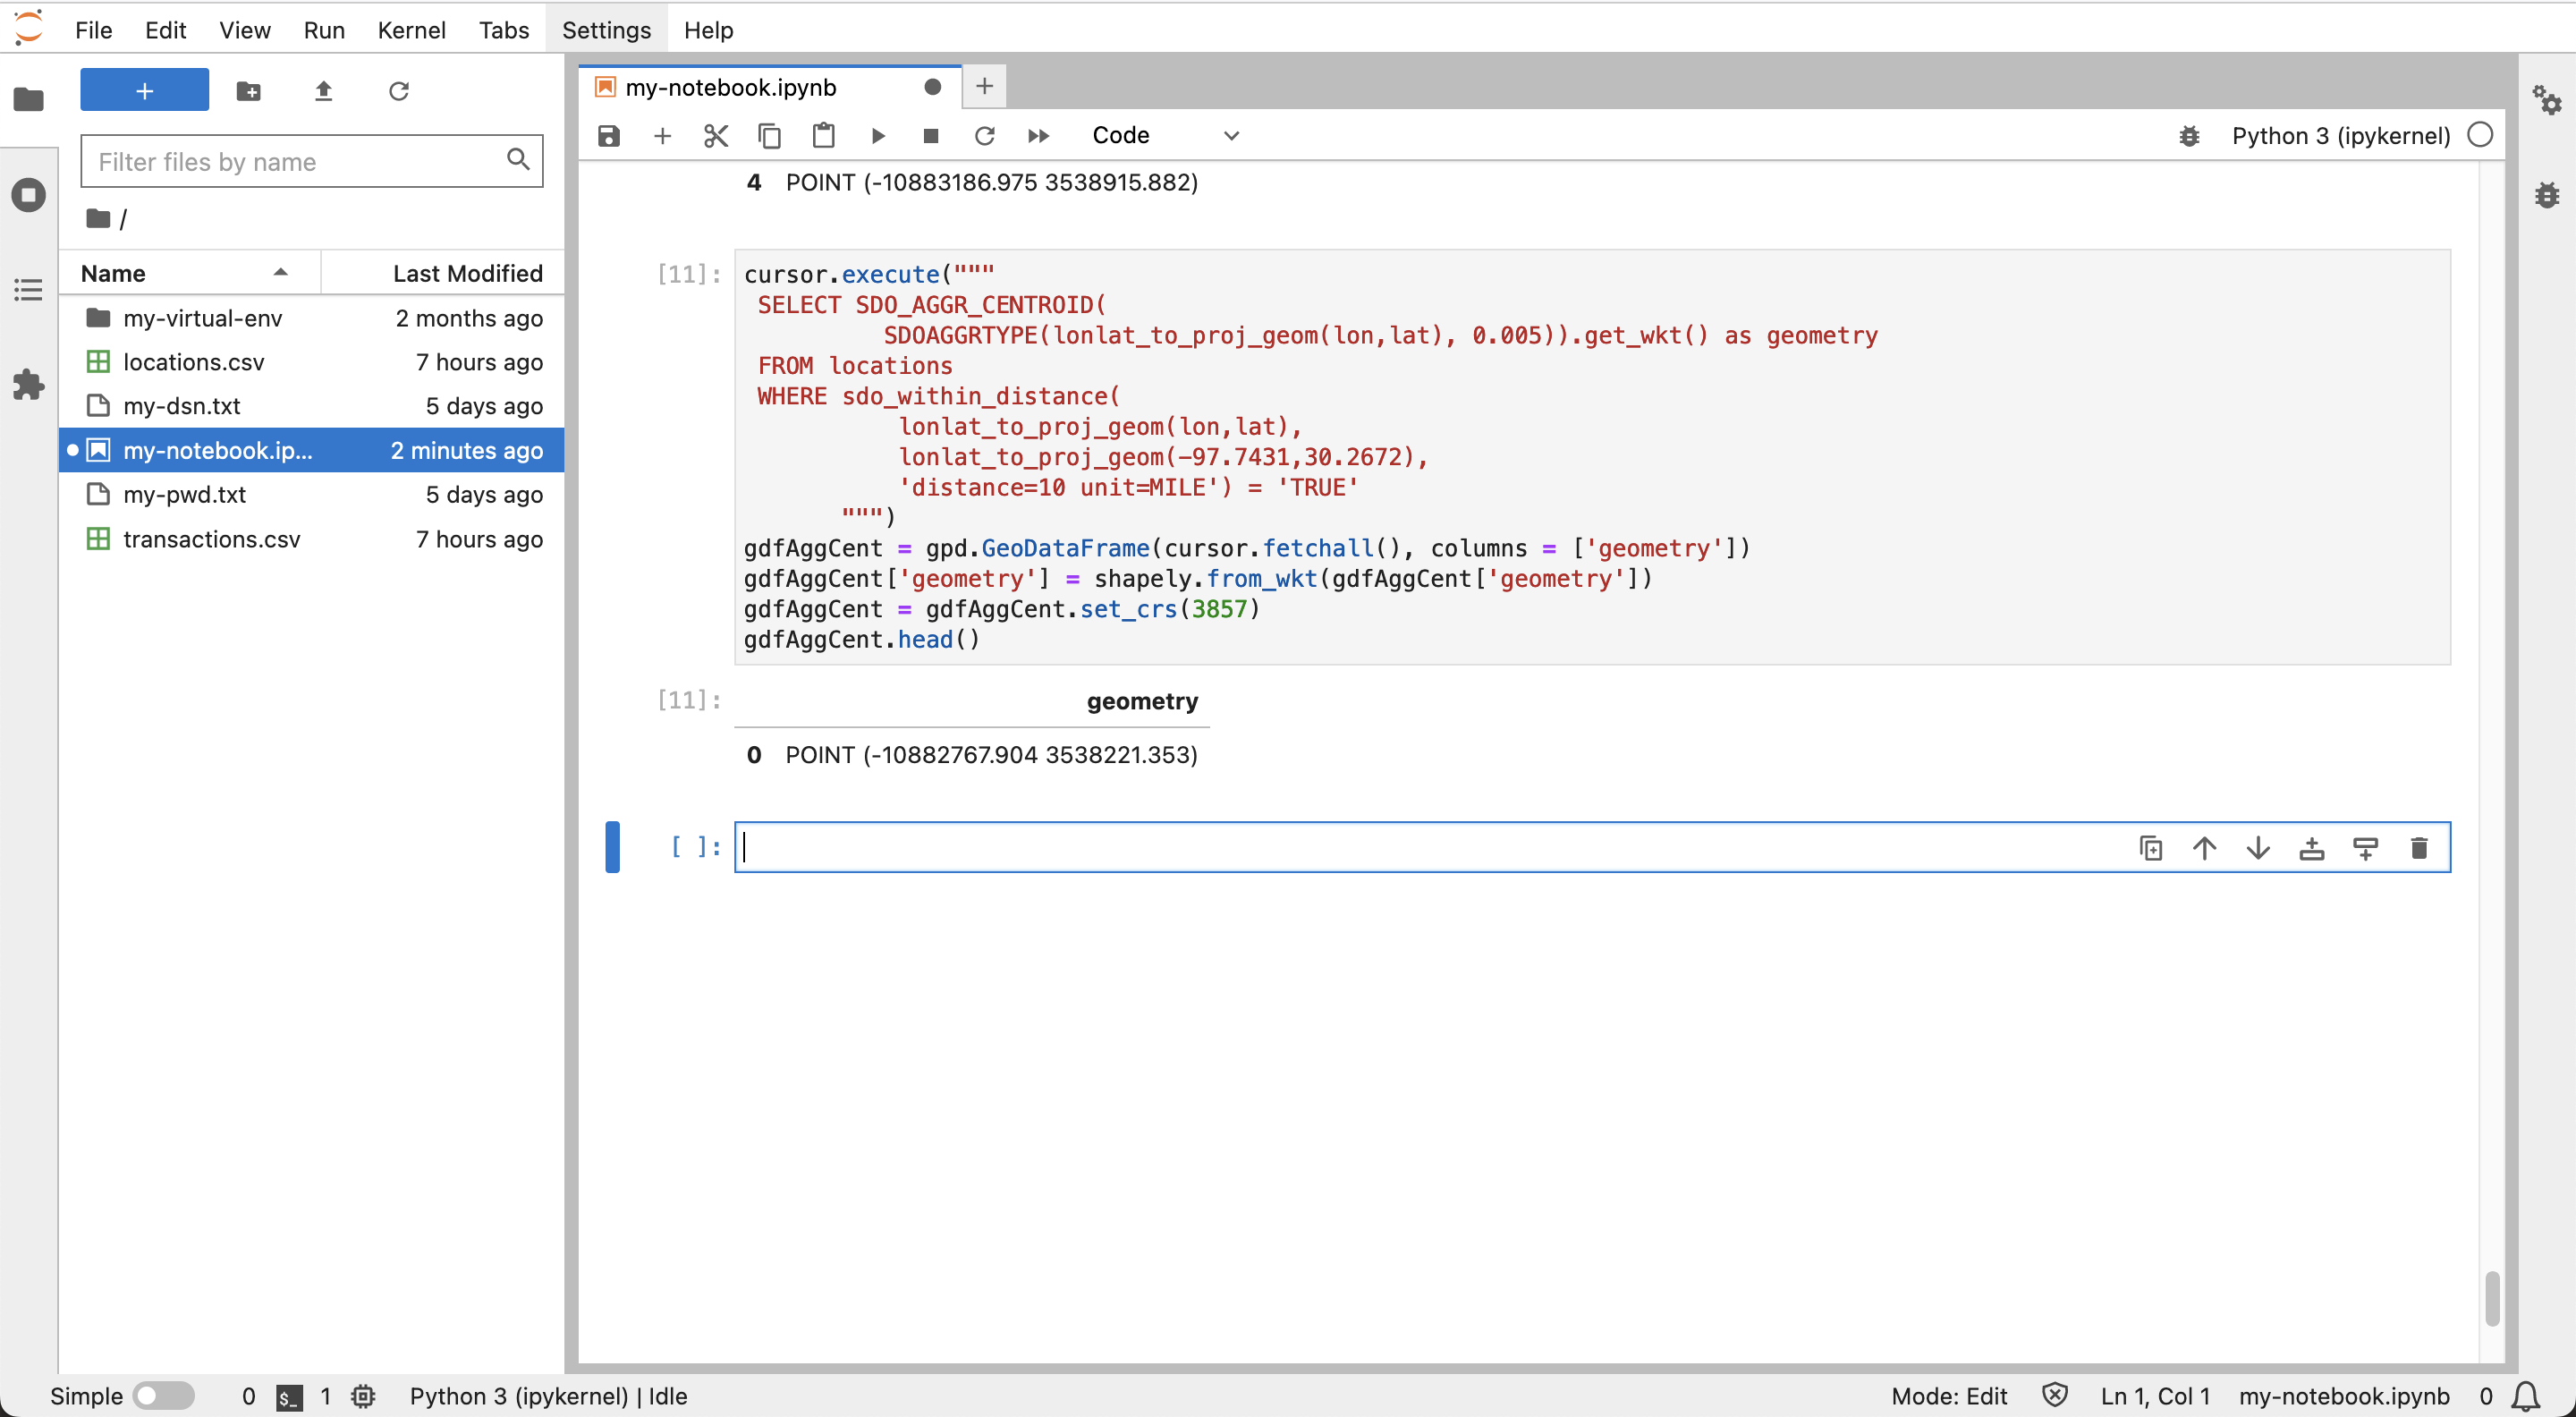 File Edit View Run Kernel Tabs Settings Help
+
Filter files by name
/
Name Last Modified
my-virtual-env 2 months ago
locations.csv 7 hours ago
my-dsn.txt 5 days ago
my-notebook.ip... 2 minutes ago
my-pwd.txt 5 days ago
transactions.csv 7 hours ago
my-notebook.ipynb
Code
Python 3 (ipykernel)
4 POINT (-10883186.975 3538915.882)
[11]: cursor.execute("""
SELECT SDO_AGGR_CENTROID(
SDOAGGRTYPE(lonlat_to_proj_geom(lon,lat), 0.005)).get_wkt() as geometry
FROM locations
WHERE sdo_within_distance(
lonlat_to_proj_geom(lon,lat),
lonlat_to_proj_geom(-97.7431,30.2672),
'distance=10 unit=MILE') = 'TRUE'
""")
gdfAggCent = gpd.GeoDataFrame(cursor.fetchall(), columns = ['geometry'])
gdfAggCent['geometry'] = shapely.from_wkt(gdfAggCent['geometry'])
gdfAggCent = gdfAggCent.set_crs(3857)
gdfAggCent.head()
[11]: geometry
0 POINT (-10882767.904 3538221.353)
[ ]:
Simple 0 $_ 1 Python 3 (ipykernel) | Idle Mode: Edit Ln 1, Col 1 my-notebook.ipynb 0